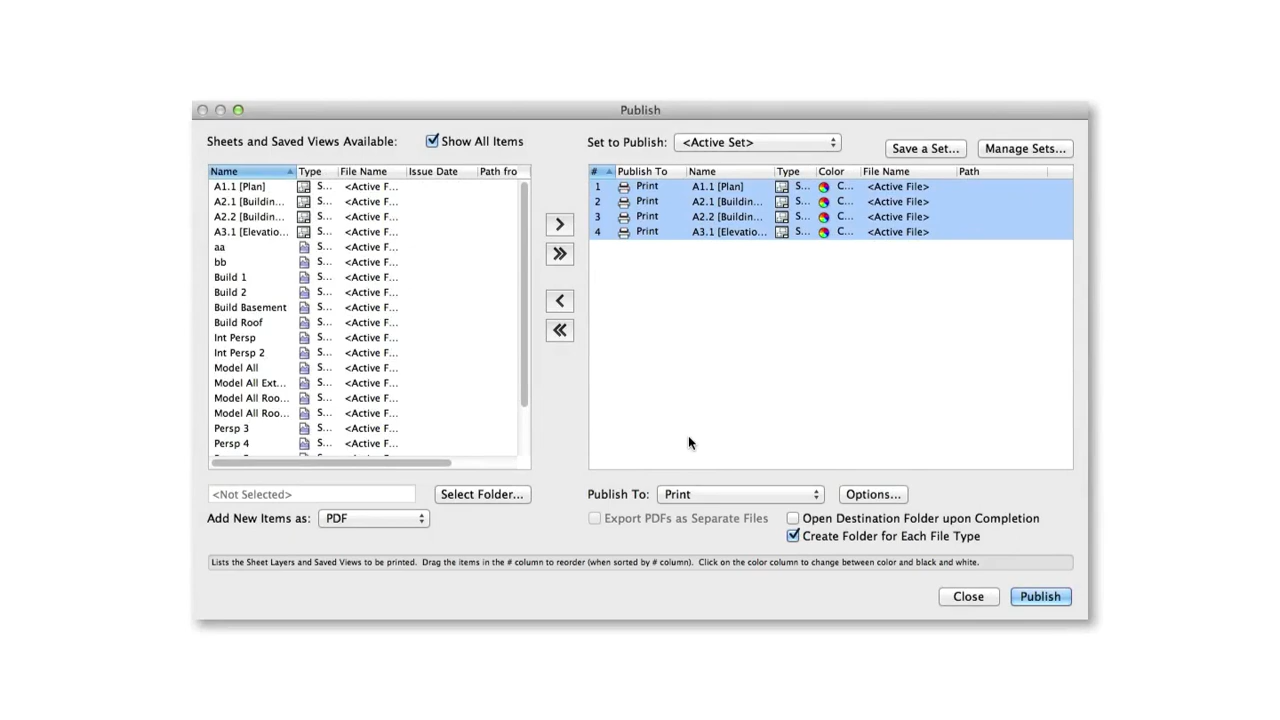 Publish
Sheets and Saved Views Available: Show All Items
Set to Publish: <Active Set> Save a Set... Manage Sets...
Name Type File Name Issue Date Path fro
A1.1 [Plan] S... <Active F...
A2.1 [Buildin... S... <Active F...
A2.2 [Buildin... S... <Active F...
A3.1 [Elevatio... S... <Active F...
aa S... <Active F...
bb S... <Active F...
Build 1 S... <Active F...
Build 2 S... <Active F...
Build Basement S... <Active F...
Build Roof S... <Active F...
Int Persp S... <Active F...
Int Persp 2 S... <Active F...
Model All S... <Active F...
Model All Ext... S... <Active F...
Model All Roo... S... <Active F...
Model All Roo... S... <Active F...
Persp 3 S... <Active F...
Persp 4 S... <Active F...
# Publish To Name Type Color File Name Path
1 Print A1.1 [Plan] S... C... <Active File>
2 Print A2.1 [Buildin... S... C... <Active File>
3 Print A2.2 [Buildin... S... C... <Active File>
4 Print A3.1 [Elevatio... S... C... <Active File>
<Not Selected> Select Folder...
Add New Items as: PDF
Publish To: Print Options...
Export PDFs as Separate Files Open Destination Folder upon Completion
Create Folder for Each File Type
Lists the Sheet Layers and Saved Views to be printed. Drag the items in the # column to reorder (when sorted by # column). Click on the color column to change between color and black and white.
Close Publish